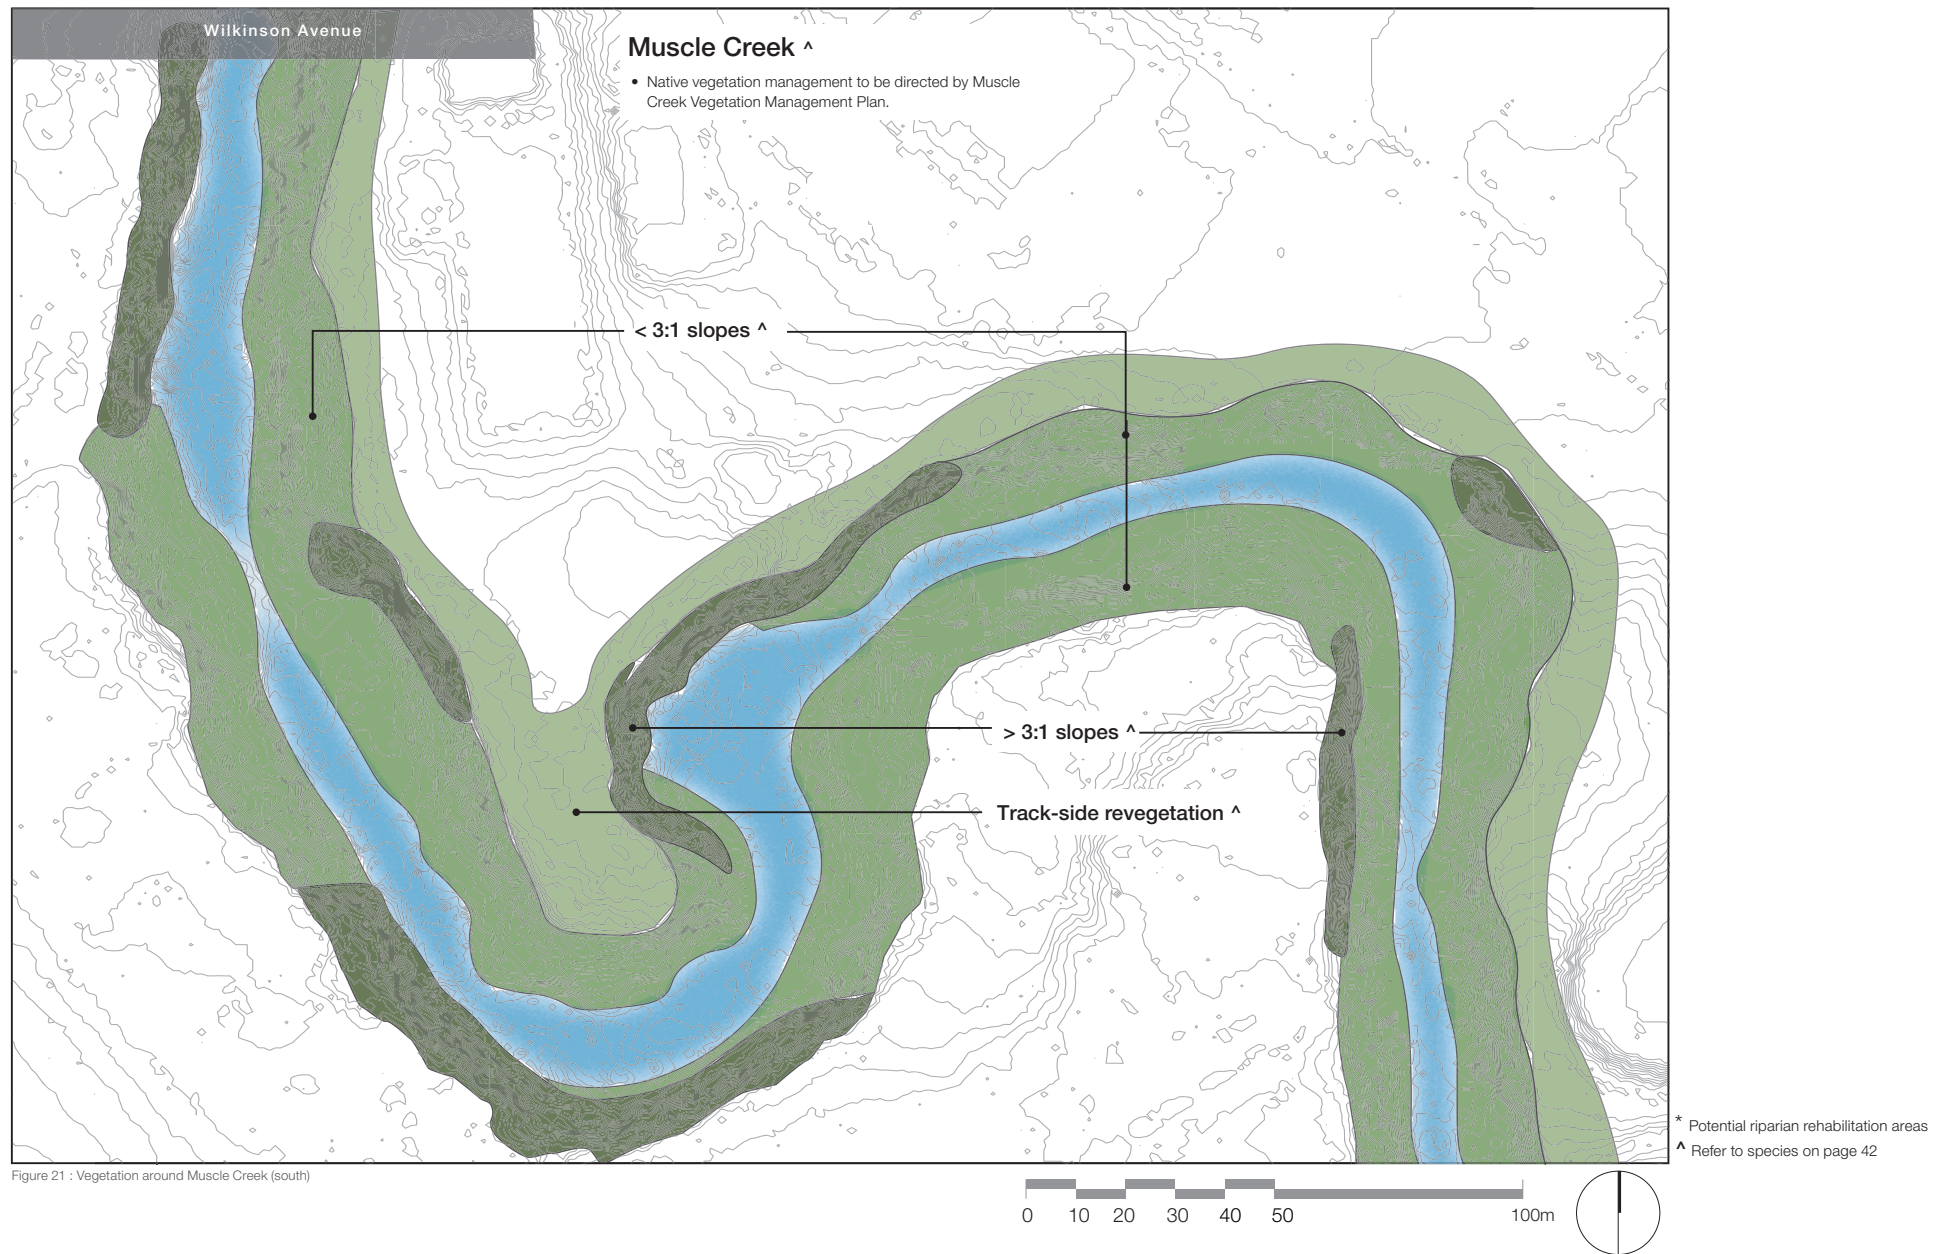 Wilkinson Avenue
Muscle Creek ^
• Native vegetation management to be directed by Muscle
Creek Vegetation Management Plan.
< 3:1 slopes ^
> 3:1 slopes ^
Track-side revegetation ^
* Potential riparian rehabilitation areas
^ Refer to species on page 42
Figure 21 : Vegetation around Muscle Creek (south)
0 10 20 30 40 50 100m